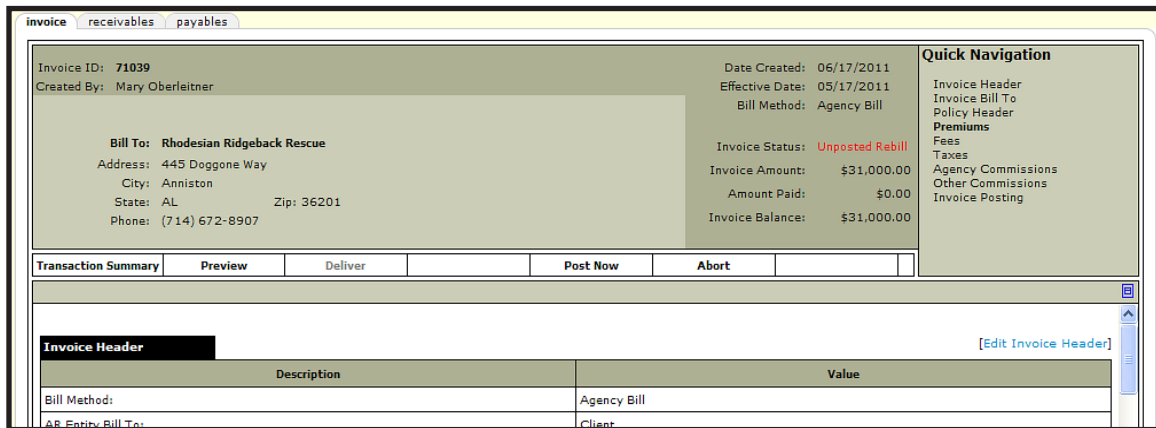 invoice receivables payables
Invoice ID: 71039
Created By: Mary Oberleitner
Bill To: Rhodesian Ridgeback Rescue
Address: 445 Doggone Way
City: Anniston
State: AL Zip: 36201
Phone: (714) 672-8907
Date Created: 06/17/2011
Effective Date: 05/17/2011
Bill Method: Agency Bill
Invoice Status: Unposted Rebill
Invoice Amount: $31,000.00
Amount Paid: $0.00
Invoice Balance: $31,000.00
Quick Navigation
Invoice Header
Invoice Bill To
Policy Header
Premiums
Fees
Taxes
Agency Commissions
Other Commissions
Invoice Posting
Transaction Summary Preview Deliver Post Now Abort
Invoice Header [Edit Invoice Header]
Description Value
Bill Method: Agency Bill
AR Entity Bill To: Client